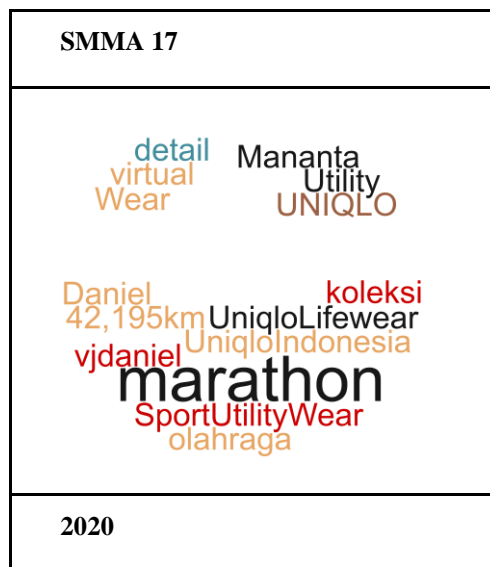 SMMA 17
detail
Mananta
virtual
Utility
Wear
UNIQLO
Daniel
koleksi
42,195km
UniqloLifewear
UniqloIndonesia
vjdaniel
marathon
SportUtilityWear
olahraga
2020